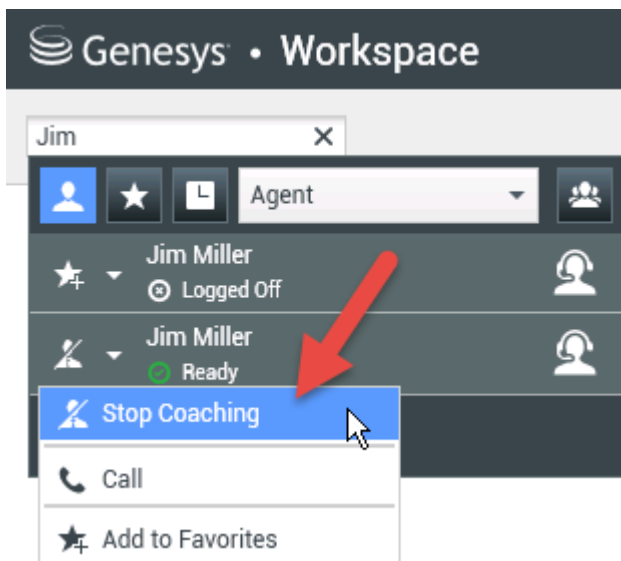 Genesys • Workspace
Jim
Agent
Jim Miller
Logged Off
Jim Miller
Ready
Stop Coaching
Call
Add to Favorites